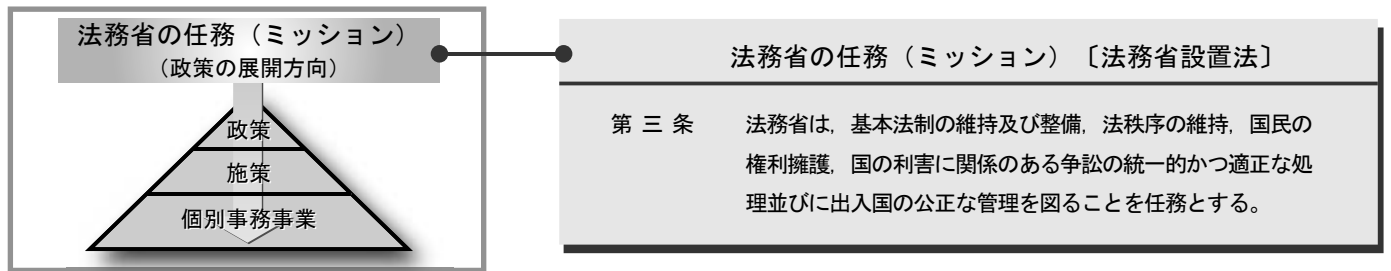 法務省の任務（ミッション）
（政策の展開方向）
政策
施策
個別事務事業
法務省の任務（ミッション）〔法務省設置法〕
第三条　法務省は，基本法制の維持及び整備，法秩序の維持，国民の
権利擁護，国の利害に関係のある争訟の統一的かつ適正な処
理並びに出入国の公正な管理を図ることを任務とする。